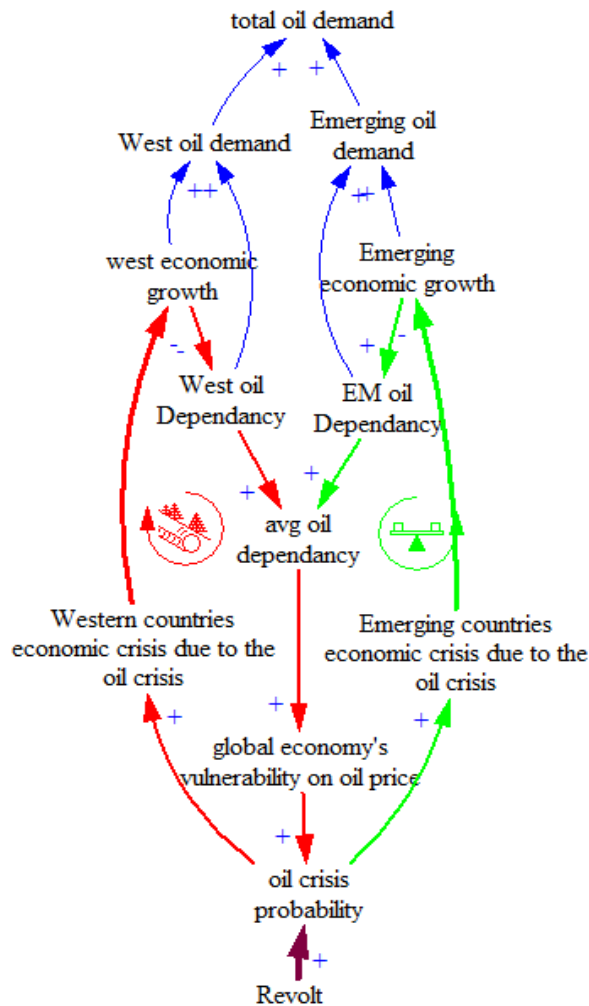 total oil demand
+ +
West oil demand
Emerging oil
demand
++ ++
west economic
growth
Emerging
economic growth
- -
+ -
West oil
Dependancy
EM oil
Dependancy
+ +
avg oil
dependancy
Western countries
economic crisis due to the
oil crisis
Emerging countries
economic crisis due to the
oil crisis
+ + +
global economy's
vulnerability on oil price
+
oil crisis
probability
+
Revolt